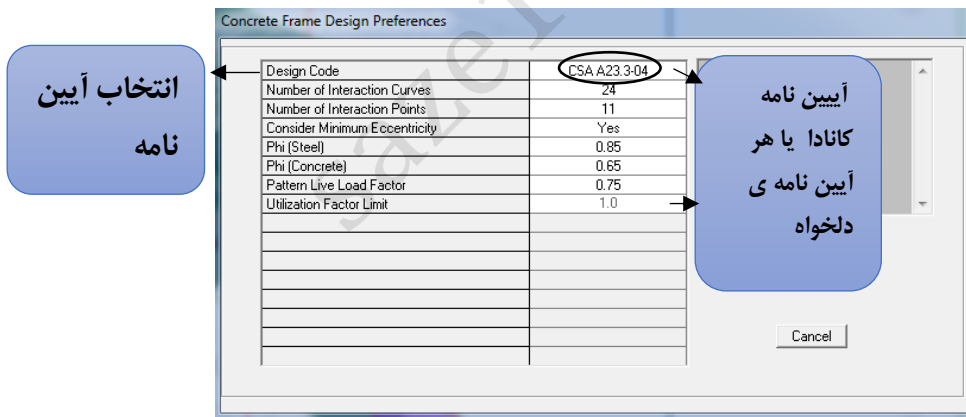 Concrete Frame Design Preferences
انتخاب آیین
نامه
Design Code CSA A23.3-04
Number of Interaction Curves 24
Number of Interaction Points 11
Consider Minimum Eccentricity Yes
Phi (Steel) 0.85
Phi (Concrete) 0.65
Pattern Live Load Factor 0.75
Utilization Factor Limit 1.0
آییین نامه
کانادا یا هر
آیین نامه ی
دلخواه
Cancel